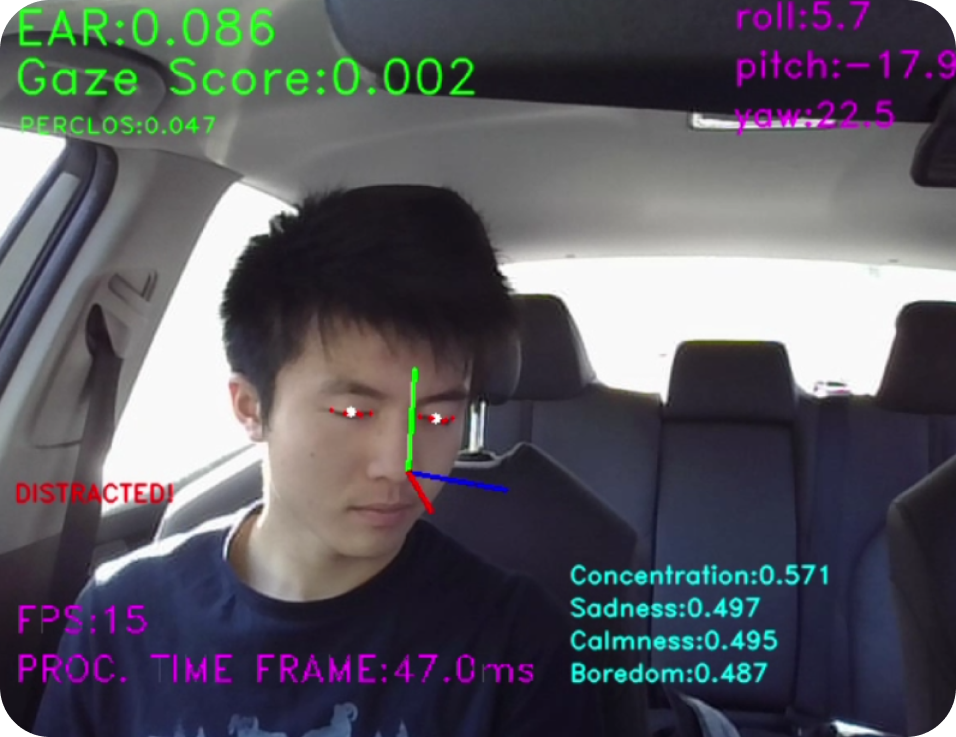 EAR:0.086
Gaze Score:0.002
PERCLOS:0.047
roll:5.7
pitch:-17.9
yaw:22.5
DISTRACTED!
FPS:15
PROC. TIME FRAME:47.0ms
Concentration:0.571
Sadness:0.497
Calmness:0.495
Boredom:0.487